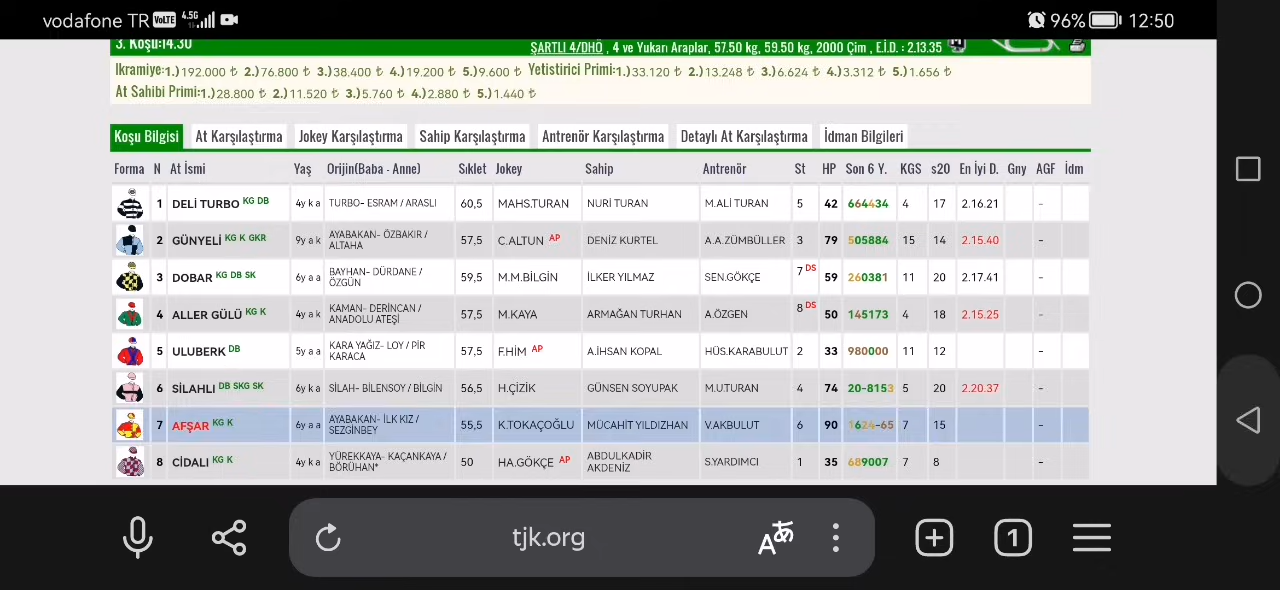 vodafone TR VoLTE 4.5G 96% 12:50
3. Koşu:14.30 ŞARTLI 4/DHÖ , 4 ve Yukarı Araplar, 57.50 kg, 59.50 kg, 2000 Çim , E.İ.D. : 2.13.35
Ikramiye:1.)192.000 ₺ 2.)76.800 ₺ 3.)38.400 ₺ 4.)19.200 ₺ 5.)9.600 ₺ Yetistirici Primi:1.)33.120 ₺ 2.)13.248 ₺ 3.)6.624 ₺ 4.)3.312 ₺ 5.)1.656 ₺
At Sahibi Primi:1.)28.800 ₺ 2.)11.520 ₺ 3.)5.760 ₺ 4.)2.880 ₺ 5.)1.440 ₺
Koşu Bilgisi At Karşılaştırma Jokey Karşılaştırma Sahip Karşılaştırma Antrenör Karşılaştırma Detaylı At Karşılaştırma İdman Bilgileri
Forma N At İsmi Yaş Orijin(Baba - Anne) Sıklet Jokey Sahip Antrenör St HP Son 6 Y. KGS s20 En İyi D. Gny AGF İdm
1 DELİ TURBO KG DB 4y k a TURBO- ESRAM / ARASLI 60,5 MAHS.TURAN NURİ TURAN M.ALİ TURAN 5 42 664434 4 17 2.16.21 -
2 GÜNYELİ KG K GKR 9y k a AYABAKAN- ÖZBAKIR / ALTAHA 57,5 C.ALTUN AP DENİZ KURTEL A.A.ZÜMBÜLLER 3 79 505884 15 14 2.15.40 -
3 DOBAR KG DB SK 6y k a BAYHAN- DÜRDANE / ÖZGÜN 59,5 M.M.BİLGİN İLKER YILMAZ SEN.GÖKÇE 7 DS 59 260381 11 20 2.17.41 -
4 ALLER GÜLÜ KG K 4y a k KAMAN- DERİNCAN / ANADOLU ATEŞİ 57,5 M.KAYA ARMAĞAN TURHAN A.ÖZGEN 8 DS 50 145173 4 18 2.15.25 -
5 ULUBERK DB 5y a a KARA YAĞIZ- LOY / PİR KARACA 57,5 F.HİM AP A.İHSAN KOPAL HÜS.KARABULUT 2 33 980000 11 12 -
6 SİLAHLI DB SKG SK 6y k a SİLAH- BİLENSOY / BİLGİN 56,5 H.ÇİZİK GÜNSEN SOYUPAK M.U.TURAN 4 74 20-8153 5 20 2.20.37 -
7 AFŞAR KG K 6y a a AYABAKAN- İLK KIZ / SEZGİNBEY 55,5 K.TOKAÇOĞLU MÜCAHİT YILDIZHAN V.AKBULUT 6 90 1624-65 7 15 -
8 CİDALI KG K 4y k a YÜREKKAYA- KAÇANKAYA / BÖRÜHAN* 50 HA.GÖKÇE AP ABDULKADİR AKDENİZ S.YARDIMCI 1 35 689007 7 8 -
tjk.org Aあ 1